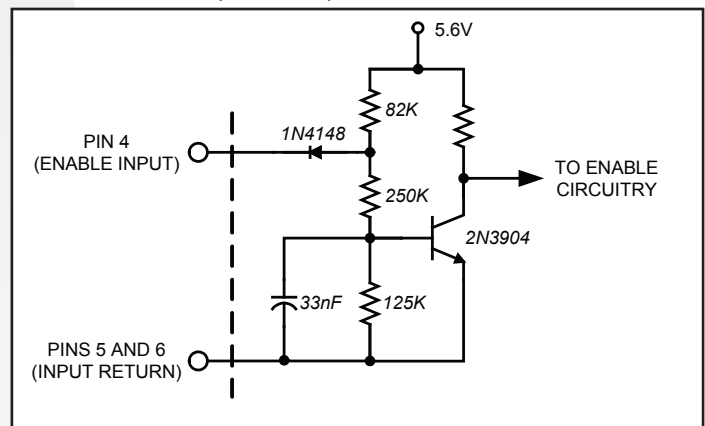 5.6V
82K
1N4148
PIN 4
(ENABLE INPUT)
TO ENABLE
CIRCUITRY
250K
2N3904
33nF
125K
PINS 5 AND 6
(INPUT RETURN)